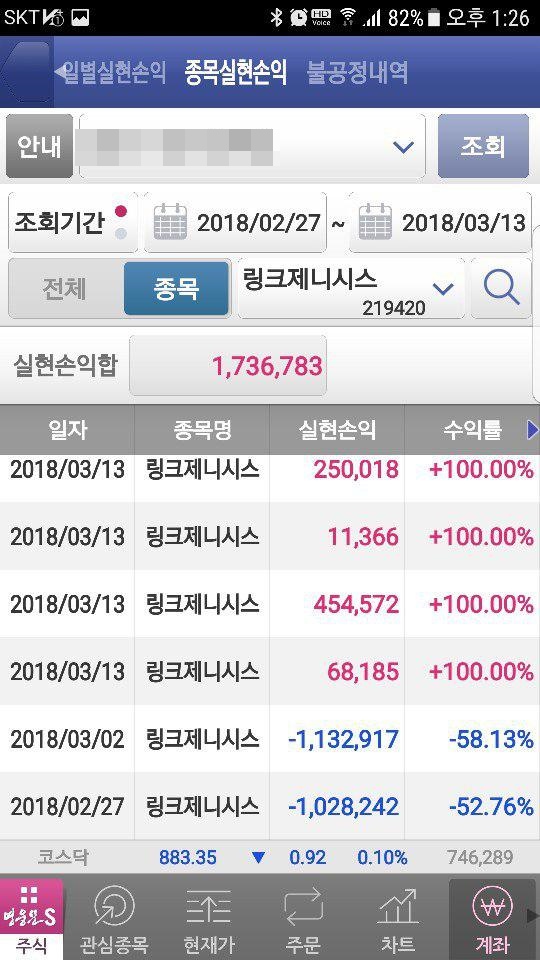 SKT HD Voice 82% 오후 1:26
일별실현손익 종목실현손익 불공정내역
안내 조회
조회기간 2018/02/27 ~ 2018/03/13
전체 종목 링크제니시스
219420
실현손익합 1,736,783
일자 종목명 실현손익 수익률
2018/03/13 링크제니시스 250,018 +100.00%
2018/03/13 링크제니시스 11,366 +100.00%
2018/03/13 링크제니시스 454,572 +100.00%
2018/03/13 링크제니시스 68,185 +100.00%
2018/03/02 링크제니시스 -1,132,917 -58.13%
2018/02/27 링크제니시스 -1,028,242 -52.76%
코스닥 883.35 ▼ 0.92 0.10% 746,289
영웅문S
주식 관심종목 현재가 주문 차트 계좌